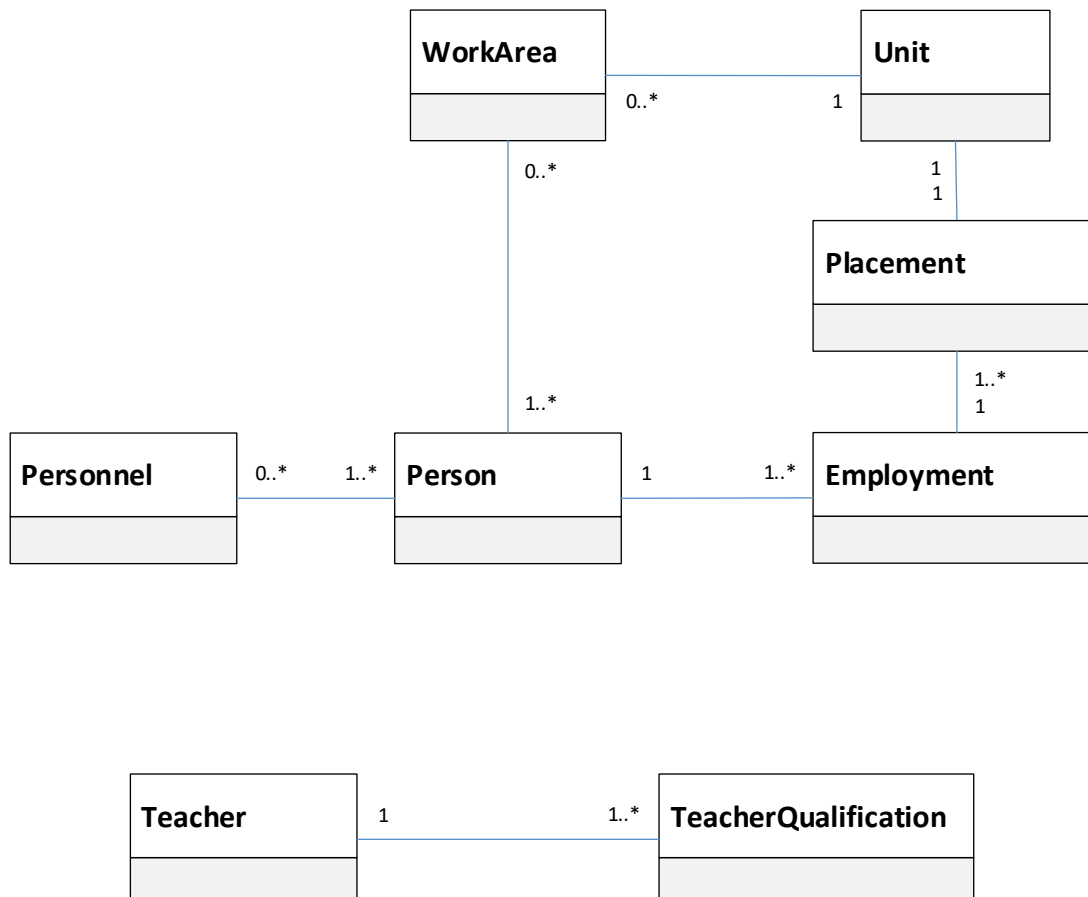 WorkArea
Unit
0..*
1
0..*
1
1
Placement
1..*
1..*
1
Personnel
0..*
1..*
Person
1
1..*
Employment
Teacher
1
1..*
TeacherQualification